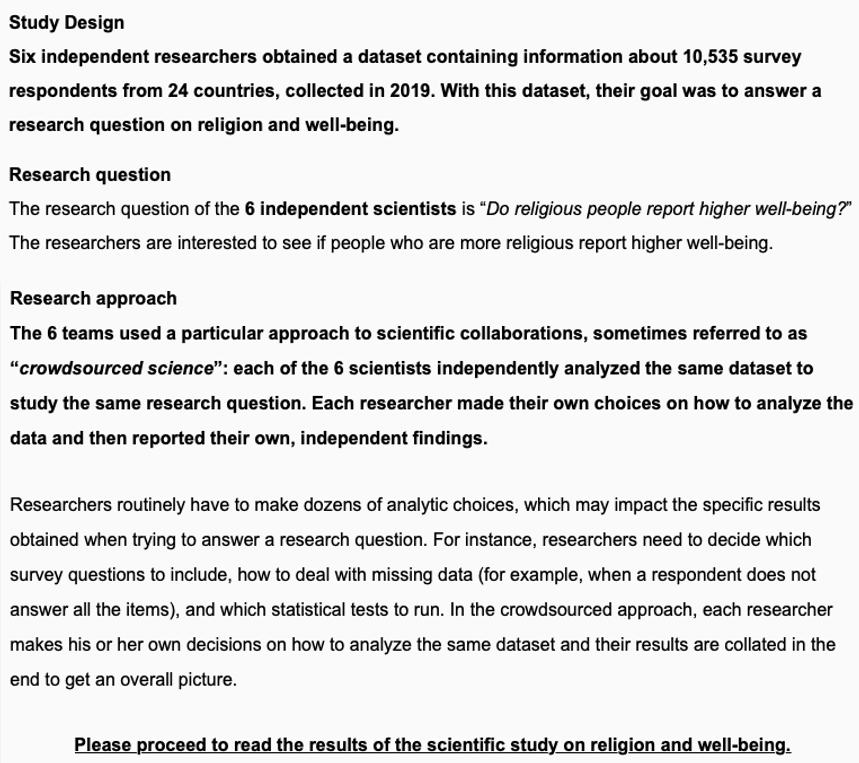 Study Design
Six independent researchers obtained a dataset containing information about 10,535 survey
respondents from 24 countries, collected in 2019. With this dataset, their goal was to answer a
research question on religion and well-being.
Research question
The research question of the 6 independent scientists is “Do religious people report higher well-being?”
The researchers are interested to see if people who are more religious report higher well-being.
Research approach
The 6 teams used a particular approach to scientific collaborations, sometimes referred to as
“crowdsourced science”: each of the 6 scientists independently analyzed the same dataset to
study the same research question. Each researcher made their own choices on how to analyze the
data and then reported their own, independent findings.
Researchers routinely have to make dozens of analytic choices, which may impact the specific results
obtained when trying to answer a research question. For instance, researchers need to decide which
survey questions to include, how to deal with missing data (for example, when a respondent does not
answer all the items), and which statistical tests to run. In the crowdsourced approach, each researcher
makes his or her own decisions on how to analyze the same dataset and their results are collated in the
end to get an overall picture.
Please proceed to read the results of the scientific study on religion and well-being.